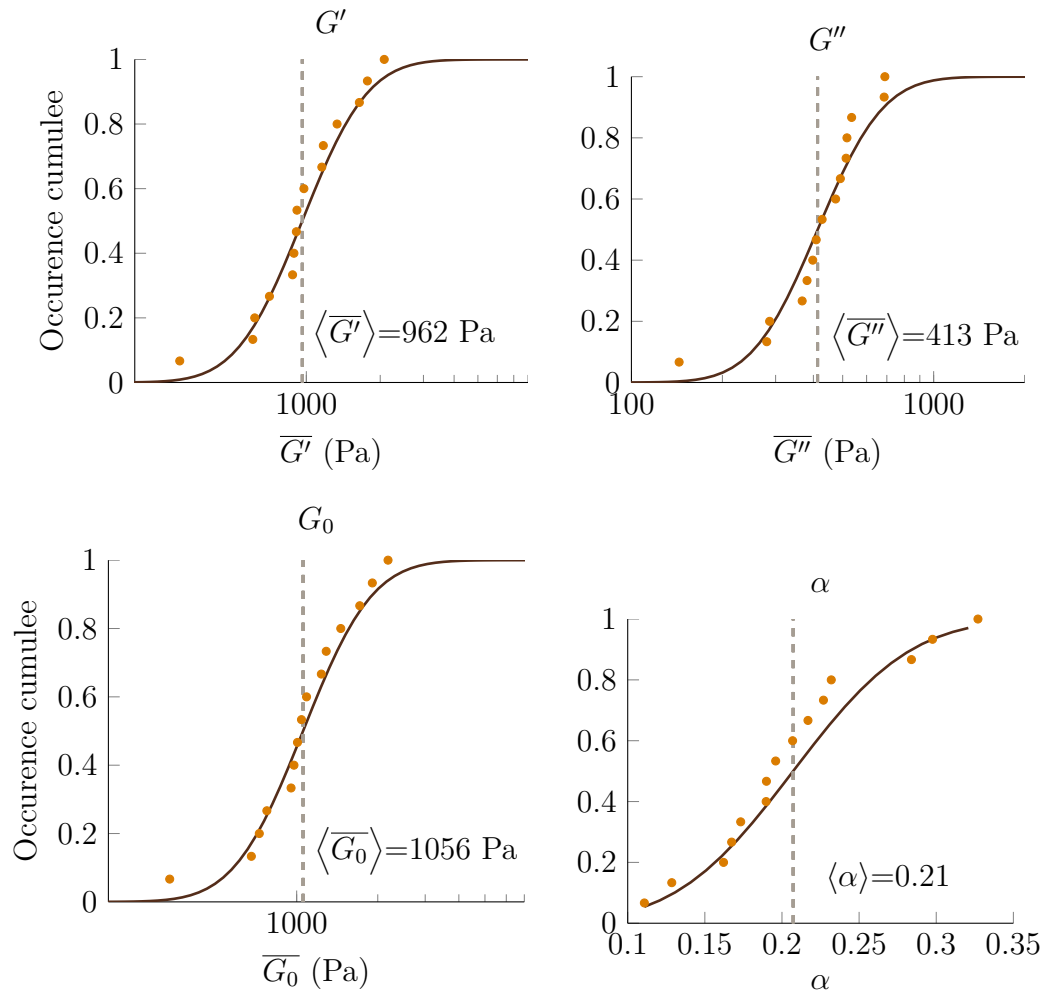 G′
Occurence cumulee
1
0.8
0.6
0.4
0.2
0
⟨G′⟩=962 Pa
1000
G′ (Pa)
G″
1
0.8
0.6
0.4
0.2
0
⟨G″⟩=413 Pa
100 1000
G″ (Pa)
G₀
Occurence cumulee
1
0.8
0.6
0.4
0.2
0
⟨G₀⟩=1056 Pa
1000
G₀ (Pa)
α
1
0.8
0.6
0.4
0.2
0
⟨α⟩=0.21
0.1 0.15 0.2 0.25 0.3 0.35
α